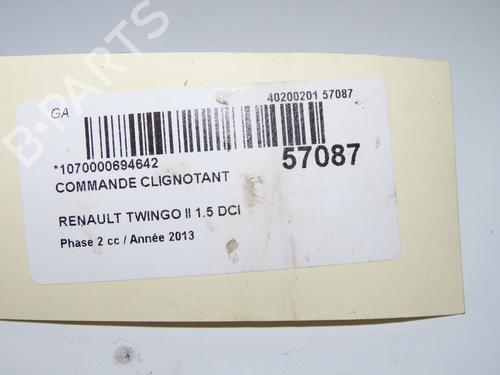 GA
40200201 57087
*1070000694642
57087
COMMANDE CLIGNOTANT
RENAULT TWINGO II 1.5 DCI
Phase 2 cc / Année 2013
B-PARTS